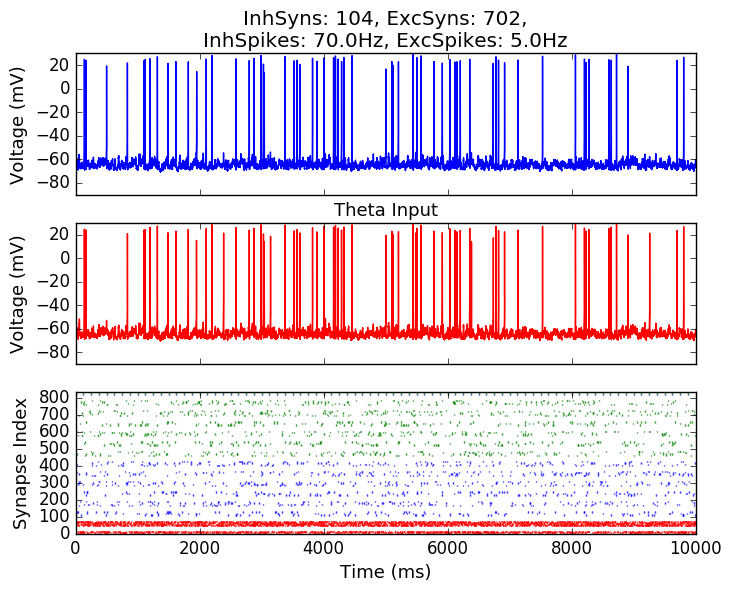 InhSyns: 104, ExcSyns: 702,
InhSpikes: 70.0Hz, ExcSpikes: 5.0Hz
Voltage (mV)
20
0
−20
−40
−60
−80
Theta Input
Voltage (mV)
20
0
−20
−40
−60
−80
Synapse Index
800
700
600
500
400
300
200
100
0
0 2000 4000 6000 8000 10000
Time (ms)